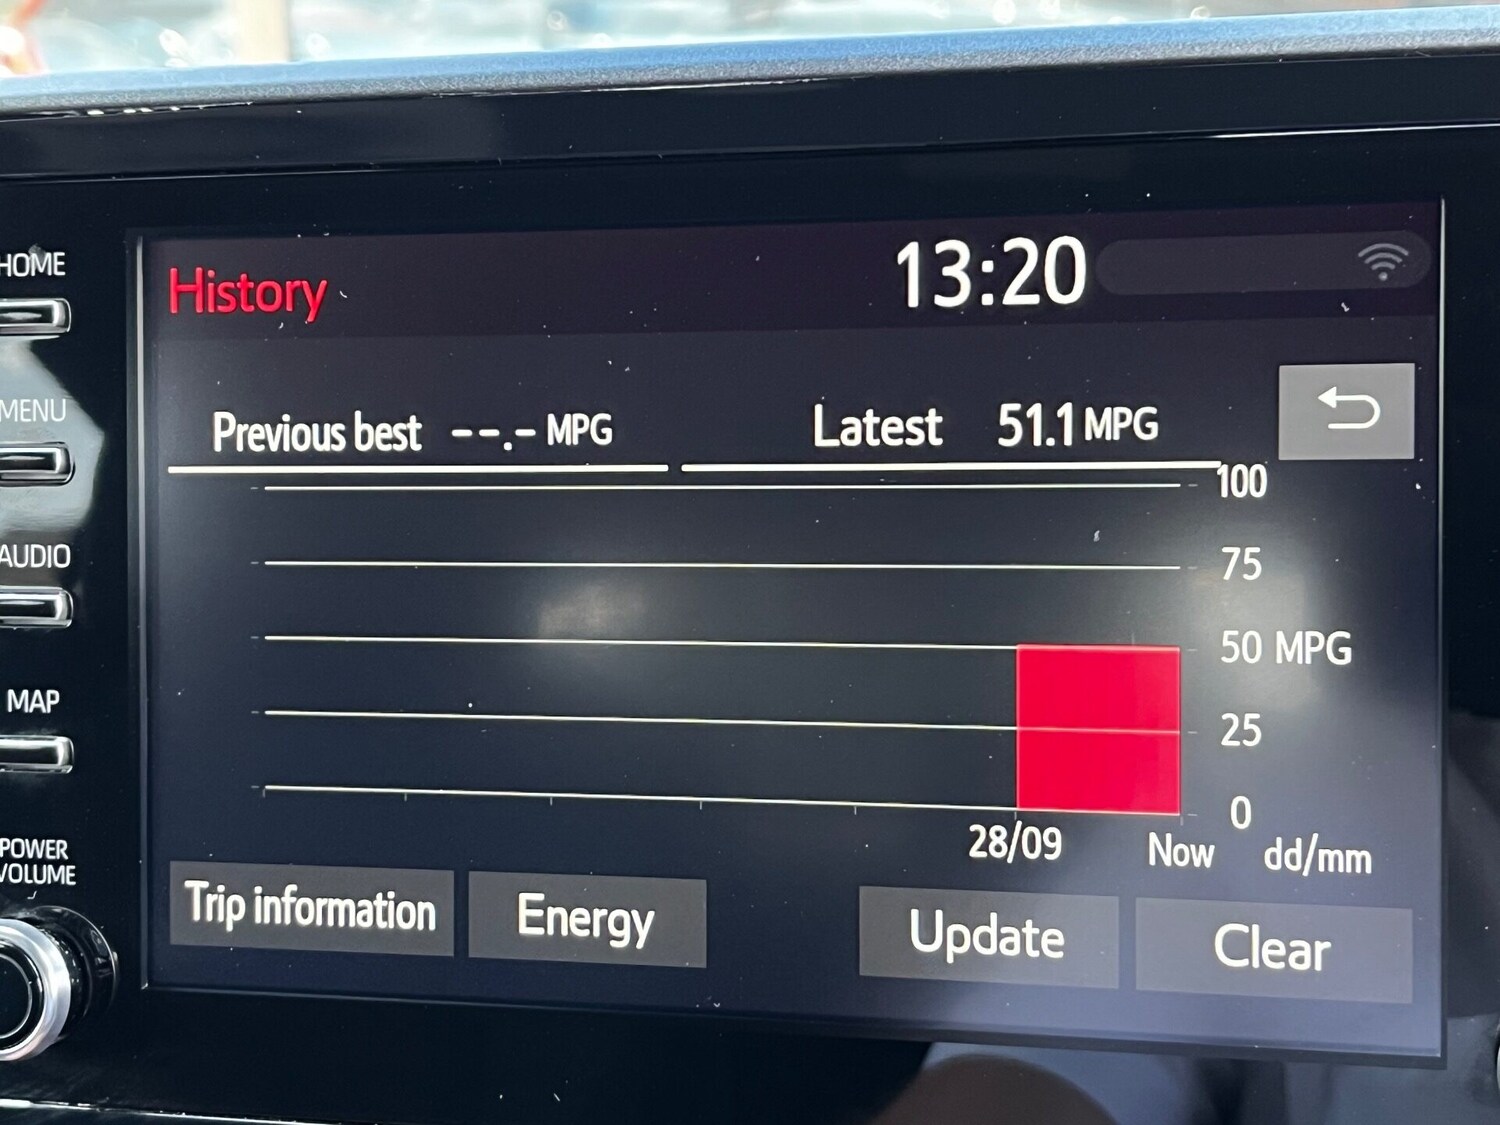 HOME
MENU
AUDIO
MAP
POWER
VOLUME
History 13:20
Previous best --.- MPG Latest 51.1 MPG
100
75
50 MPG
25
0
28/09 Now dd/mm
Trip information Energy Update Clear